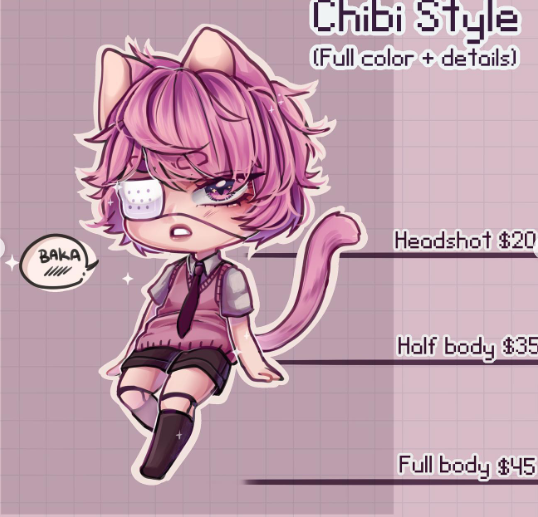 Chibi Style
(Full color + details)
Headshot $20
BAKA
Half body $35
Full body $45